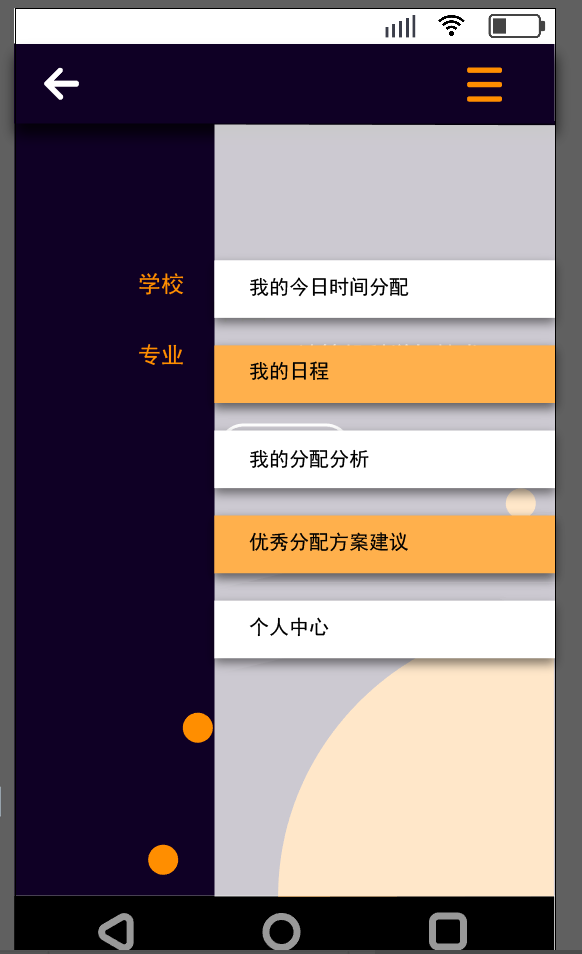 学校
我的今日时间分配
专业
我的日程
我的分配分析
优秀分配方案建议
个人中心